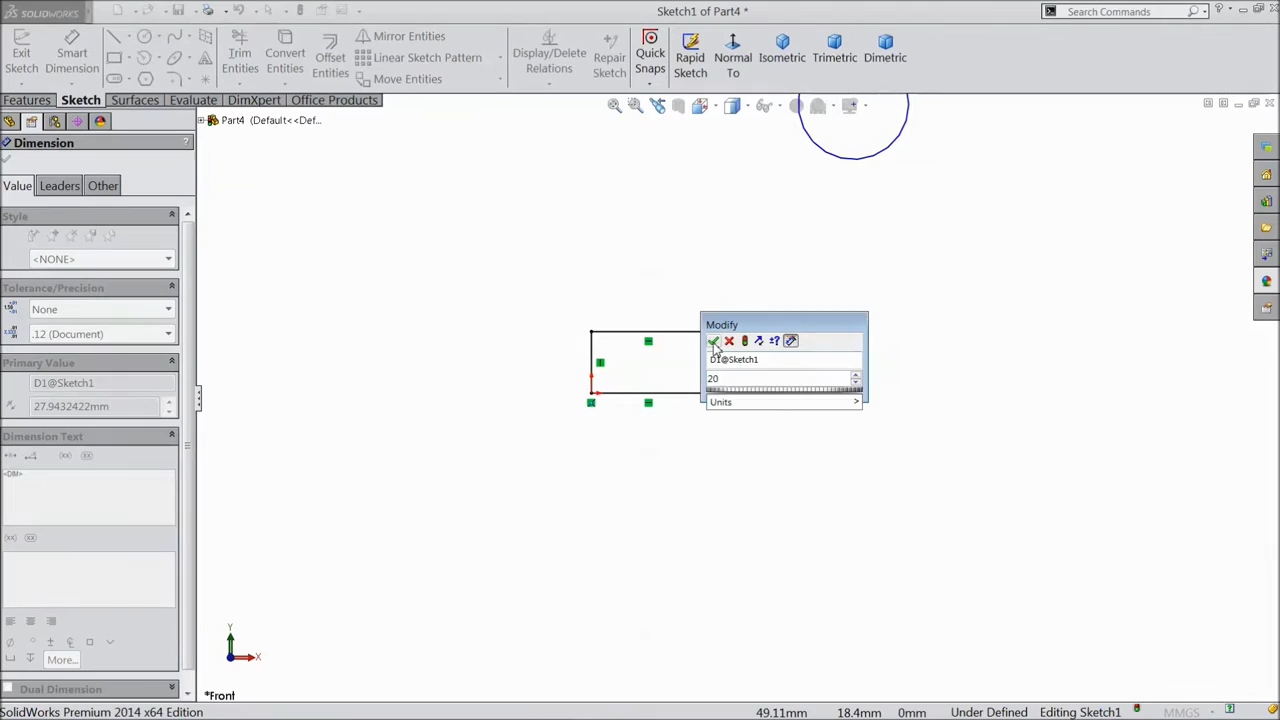 SOLIDWORKS
Sketch1 of Part4 *
Search Commands
Exit Sketch
Smart Dimension
Trim Entities
Convert Entities
Offset Entities
Mirror Entities
Linear Sketch Pattern
Move Entities
Display/Delete Relations
Repair Sketch
Quick Snaps
Rapid Sketch
Normal To
Isometric
Trimetric
Dimetric
Features
Sketch
Surfaces
Evaluate
DimXpert
Office Products
Part4 (Default<<Def...
Dimension
?
Value
Leaders
Other
Style
<NONE>
Tolerance/Precision
None
.12 (Document)
Primary Value
D1@Sketch1
27.9432422mm
Dimension Text
<DIM>
More...
Dual Dimension
Modify
D1@Sketch1
20
Units >
Y
X
*Front
SolidWorks Premium 2014 x64 Edition
49.11mm
18.4mm
0mm
Under Defined
Editing Sketch1
MMGS